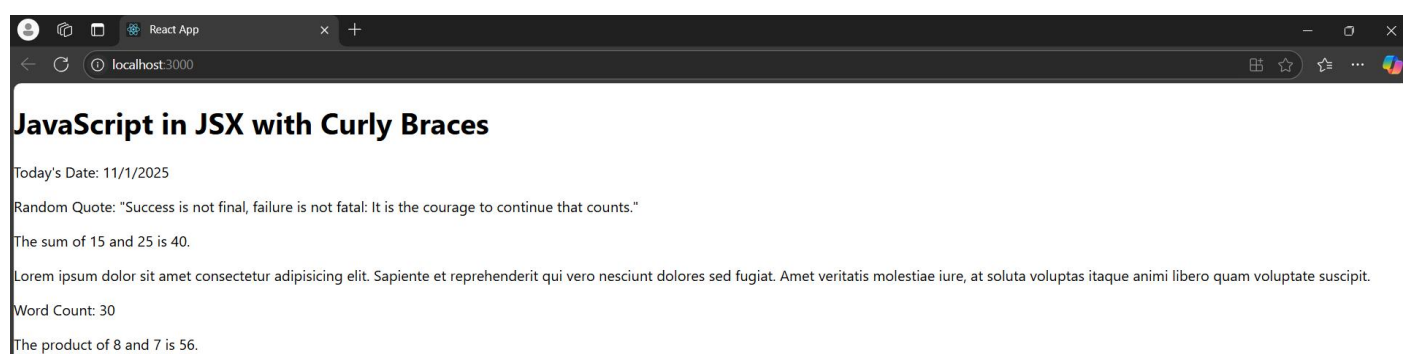 React App
localhost:3000
JavaScript in JSX with Curly Braces
Today's Date: 11/1/2025
Random Quote: "Success is not final, failure is not fatal: It is the courage to continue that counts."
The sum of 15 and 25 is 40.
Lorem ipsum dolor sit amet consectetur adipisicing elit. Sapiente et reprehenderit qui vero nesciunt dolores sed fugiat. Amet veritatis molestiae iure, at soluta voluptas itaque animi libero quam voluptate suscipit.
Word Count: 30
The product of 8 and 7 is 56.